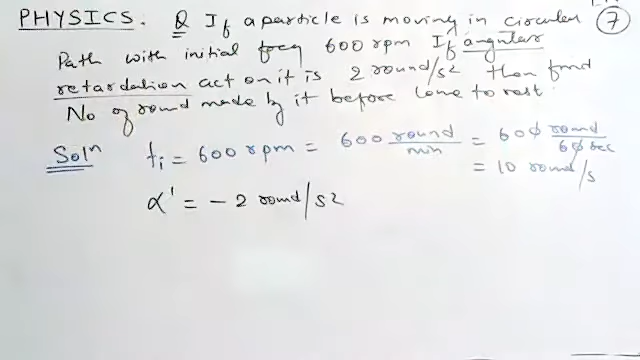 PHYSICS. Q If a particle is moving in circular 7
Path with initial freq 600 rpm If angular
retardation act on it is 2 round/s2 then find
No of round made by it before come to rest.
Soln fi = 600 rpm = 600 round/min = 600 round/60 sec
= 10 round/s
α' = -2 round/s2